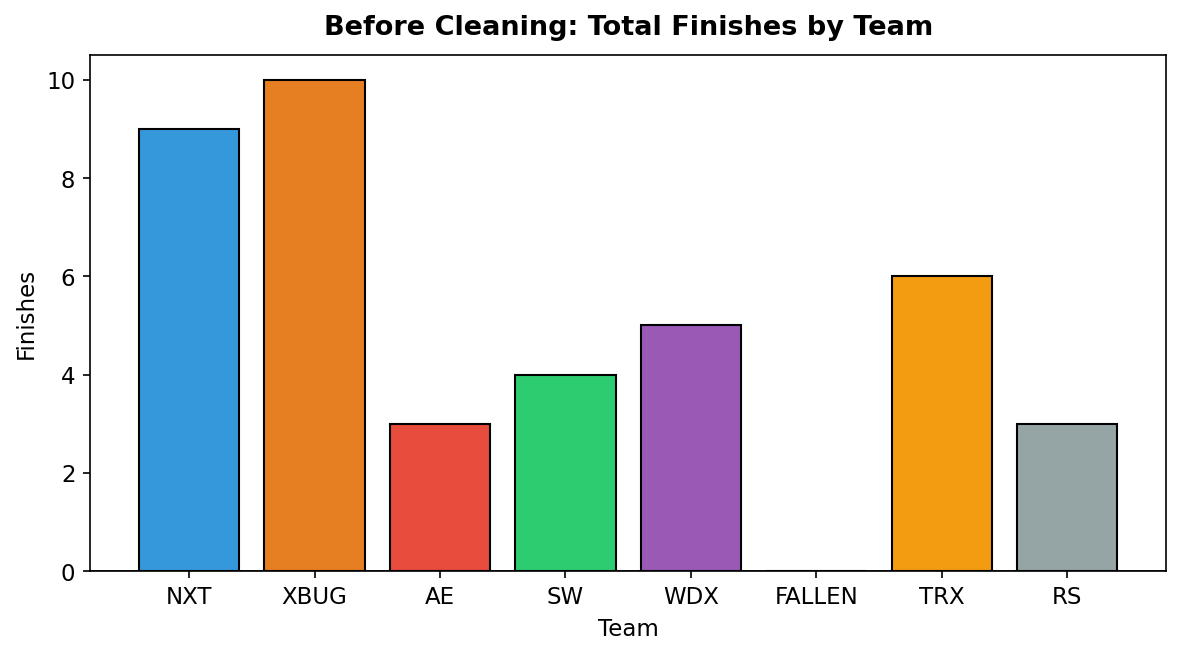 Before Cleaning: Total Finishes by Team
Finishes
10
8
6
4
2
0
NXT XBUG AE SW WDX FALLEN TRX RS
Team